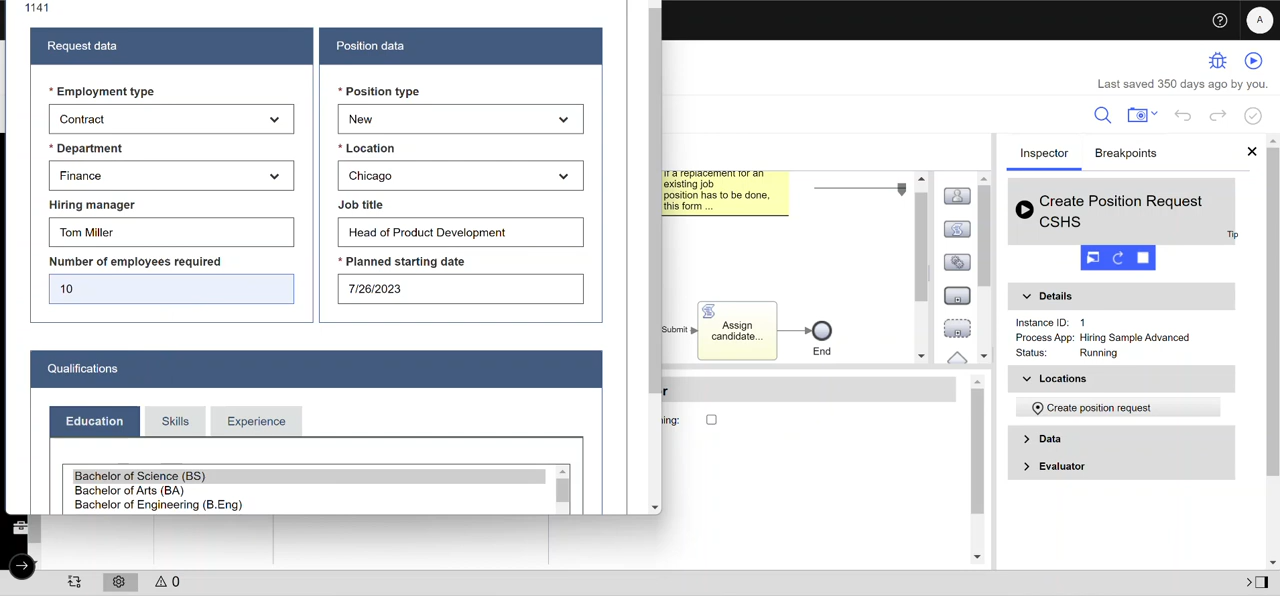 1141
Request data
Position data
* Employment type
Contract
* Department
Finance
Hiring manager
Tom Miller
Number of employees required
10
* Position type
New
* Location
Chicago
Job title
Head of Product Development
* Planned starting date
7/26/2023
Qualifications
Education
Skills
Experience
Bachelor of Science (BS)
Bachelor of Arts (BA)
Bachelor of Engineering (B.Eng)
A
Last saved 350 days ago by you.
If a replacement for an
existing job
position has to be done,
this form ...
Submit
Assign
candidate...
End
r
ing:
Inspector
Breakpoints
Create Position Request
CSHS
Tip
Details
Instance ID: 1
Process App: Hiring Sample Advanced
Status: Running
Locations
Create position request
Data
Evaluator
0